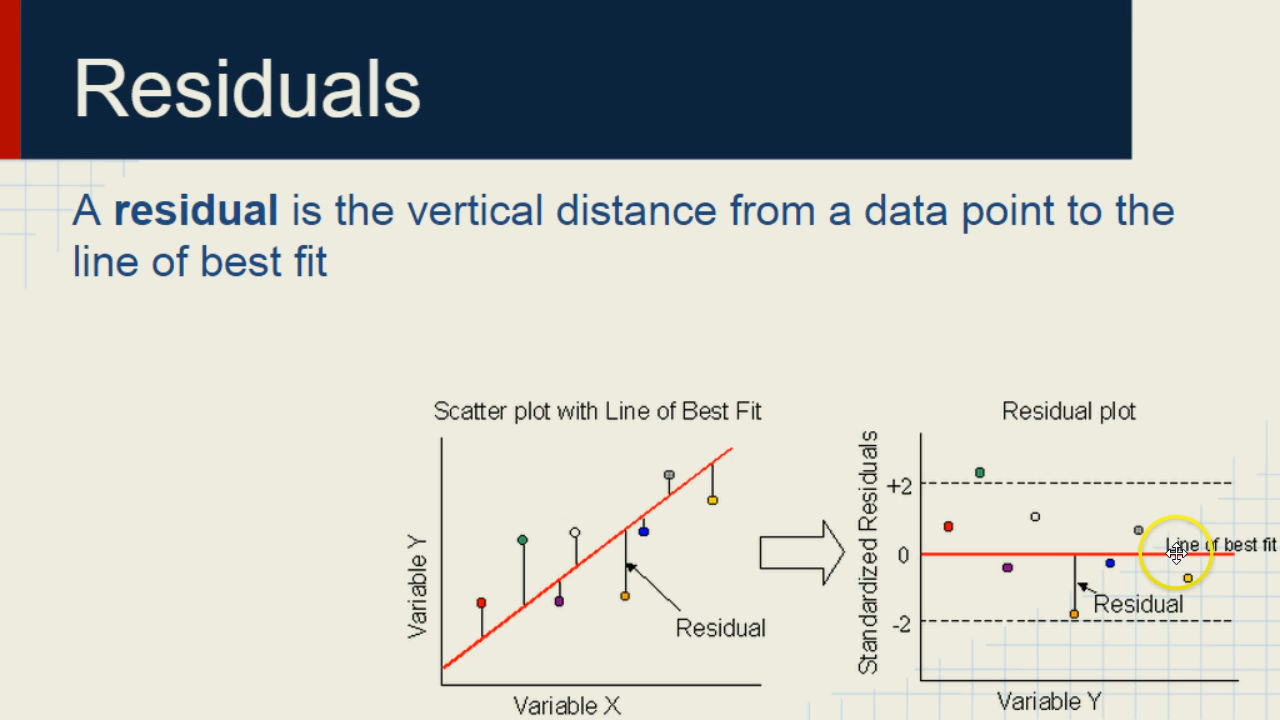 Residuals
A residual is the vertical distance from a data point to the
line of best fit
Scatter plot with Line of Best Fit
Variable Y
Residual
Variable X
Residual plot
Standardized Residuals
+2
0
-2
Line of best fit
Residual
Variable Y